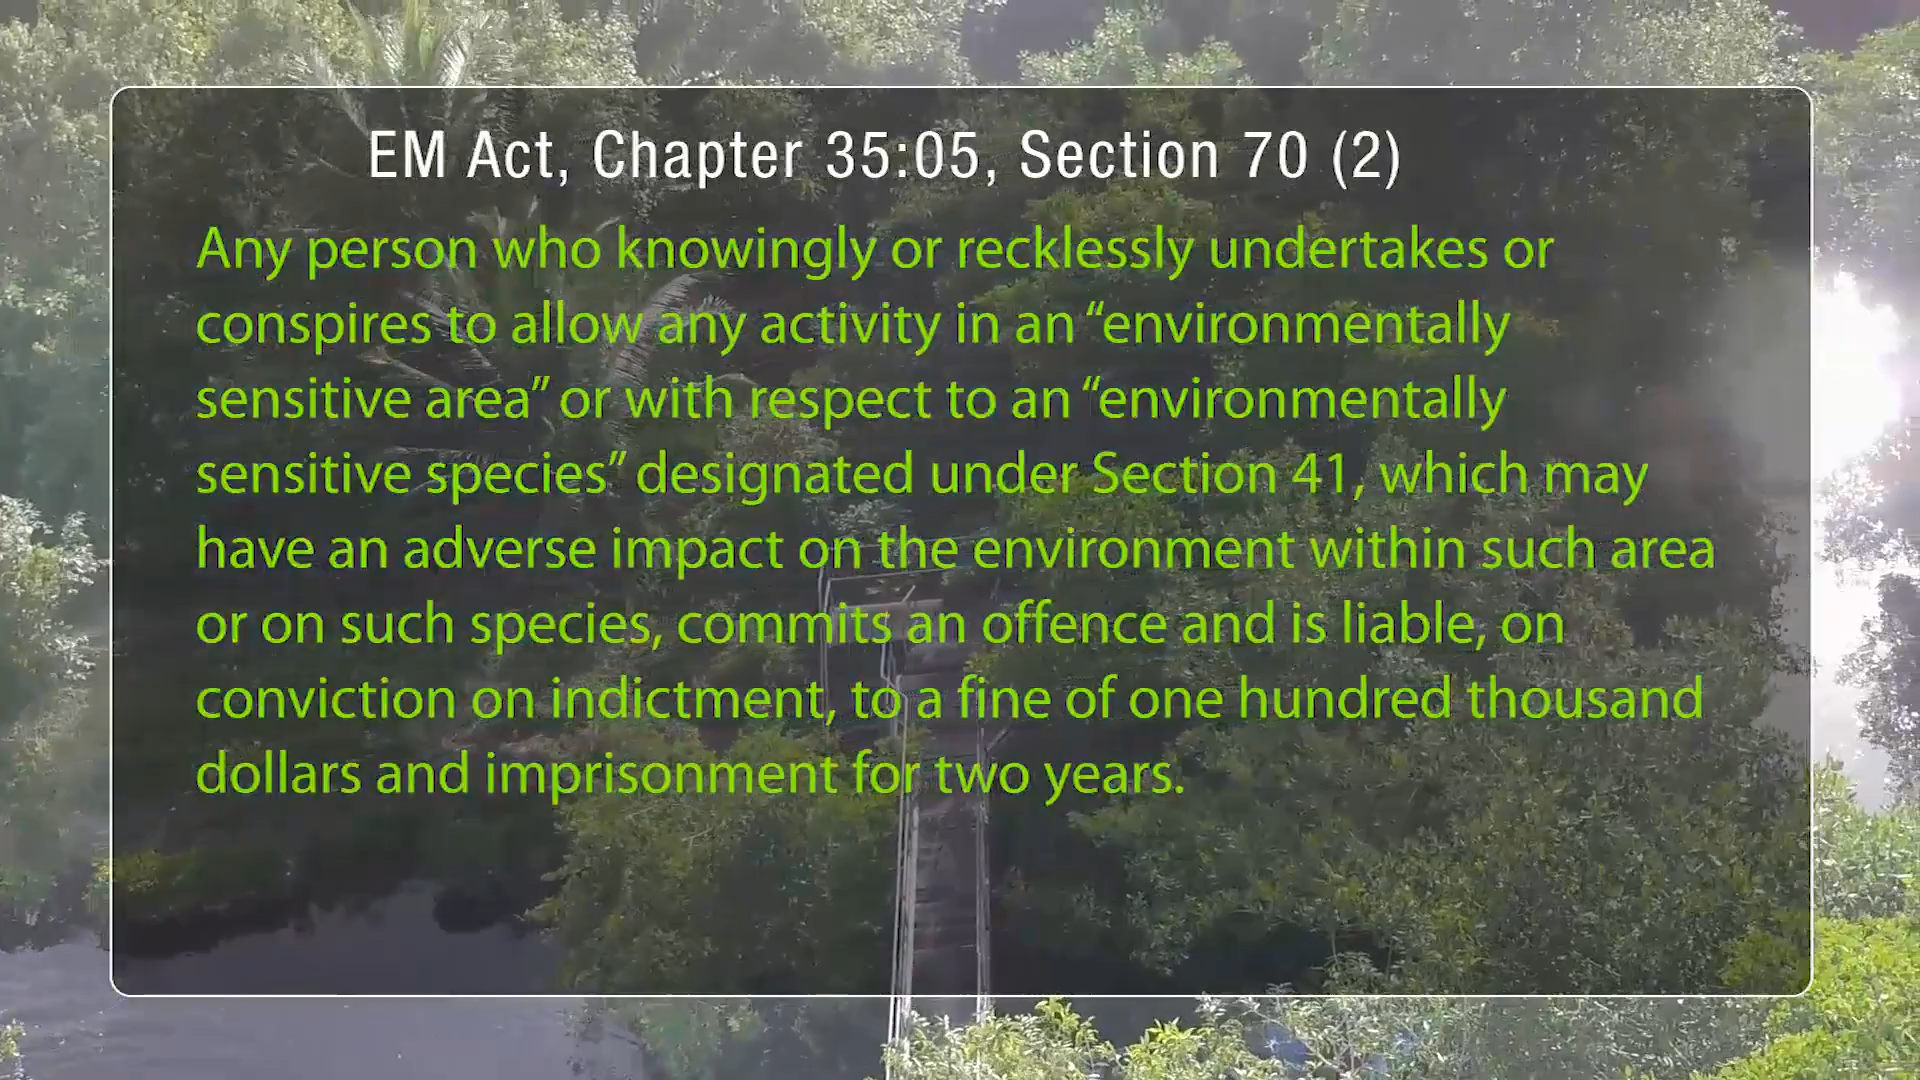 EM Act, Chapter 35:05, Section 70 (2)
Any person who knowingly or recklessly undertakes or
conspires to allow any activity in an “environmentally
sensitive area” or with respect to an “environmentally
sensitive species” designated under Section 41, which may
have an adverse impact on the environment within such area
or on such species, commits an offence and is liable, on
conviction on indictment, to a fine of one hundred thousand
dollars and imprisonment for two years.